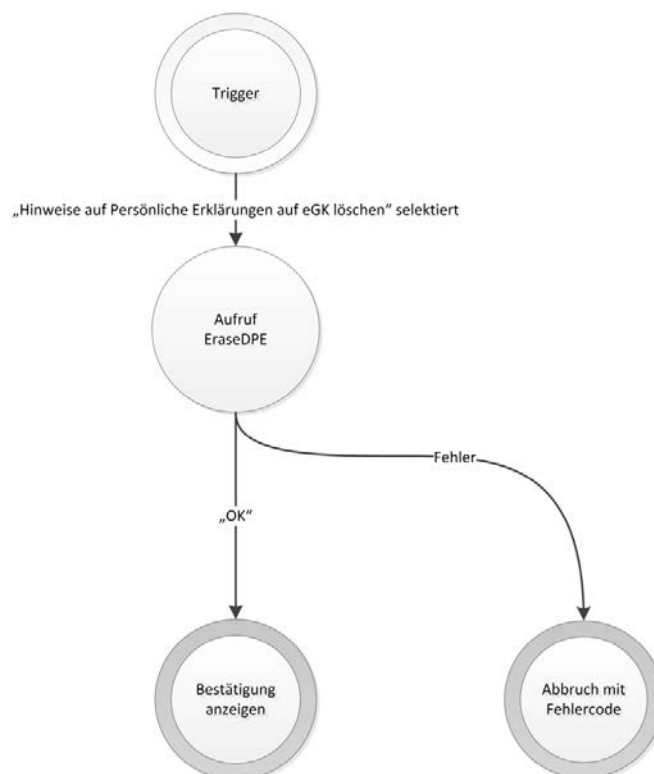 Trigger
„Hinweise auf Persönliche Erklärungen auf eGK löschen“ selektiert
Aufruf
EraseDPE
Fehler
„OK“
Bestätigung
anzeigen
Abbruch mit
Fehlercode